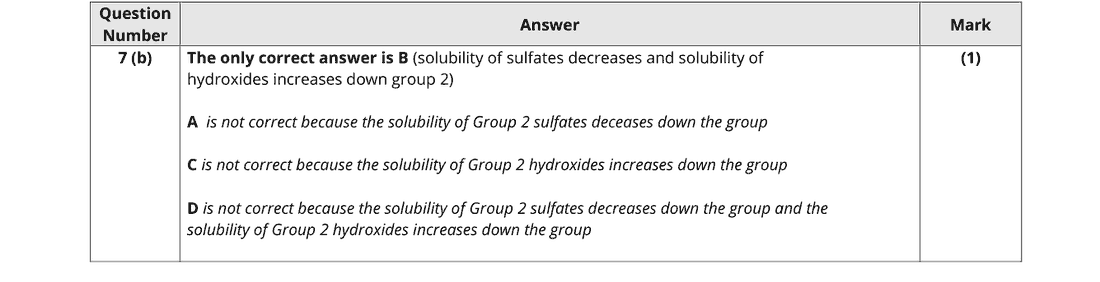 Question Number
Answer
Mark
7 (b)
The only correct answer is B (solubility of sulfates decreases and solubility of
hydroxides increases down group 2)
(1)
A is not correct because the solubility of Group 2 sulfates deceases down the group
C is not correct because the solubility of Group 2 hydroxides increases down the group
D is not correct because the solubility of Group 2 sulfates decreases down the group and the
solubility of Group 2 hydroxides increases down the group